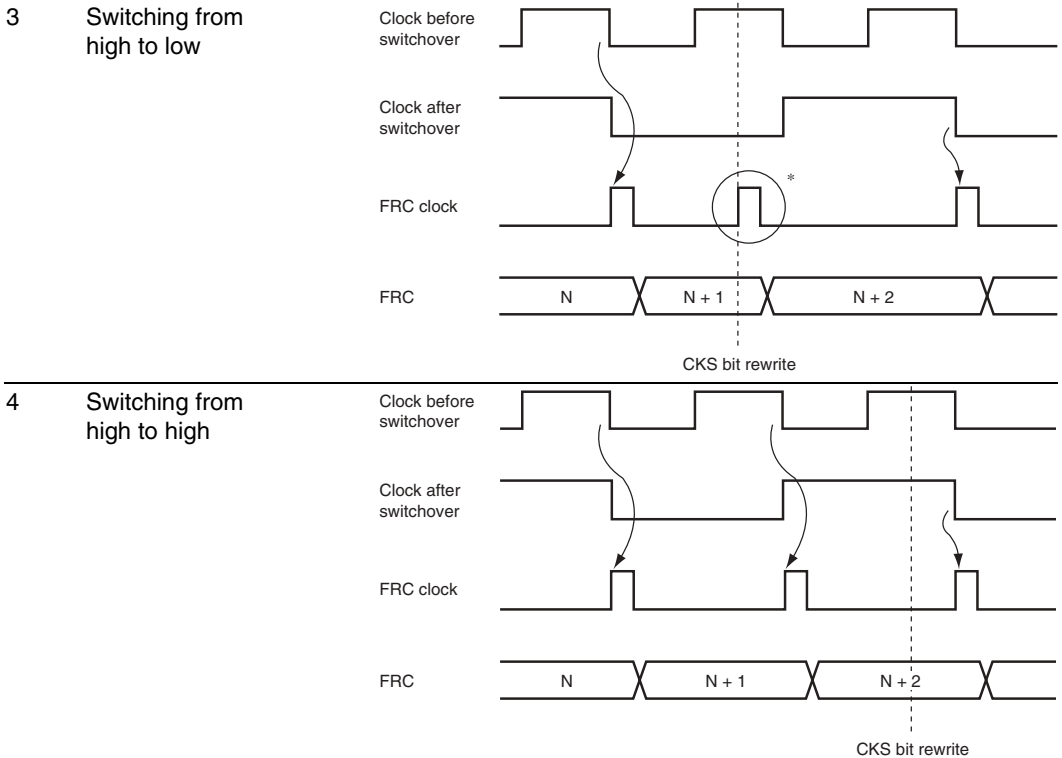 3
Switching from
high to low
Clock before
switchover
Clock after
switchover
FRC clock
*
FRC
N
N + 1
N + 2
CKS bit rewrite
4
Switching from
high to high
Clock before
switchover
Clock after
switchover
FRC clock
FRC
N
N + 1
N + 2
CKS bit rewrite